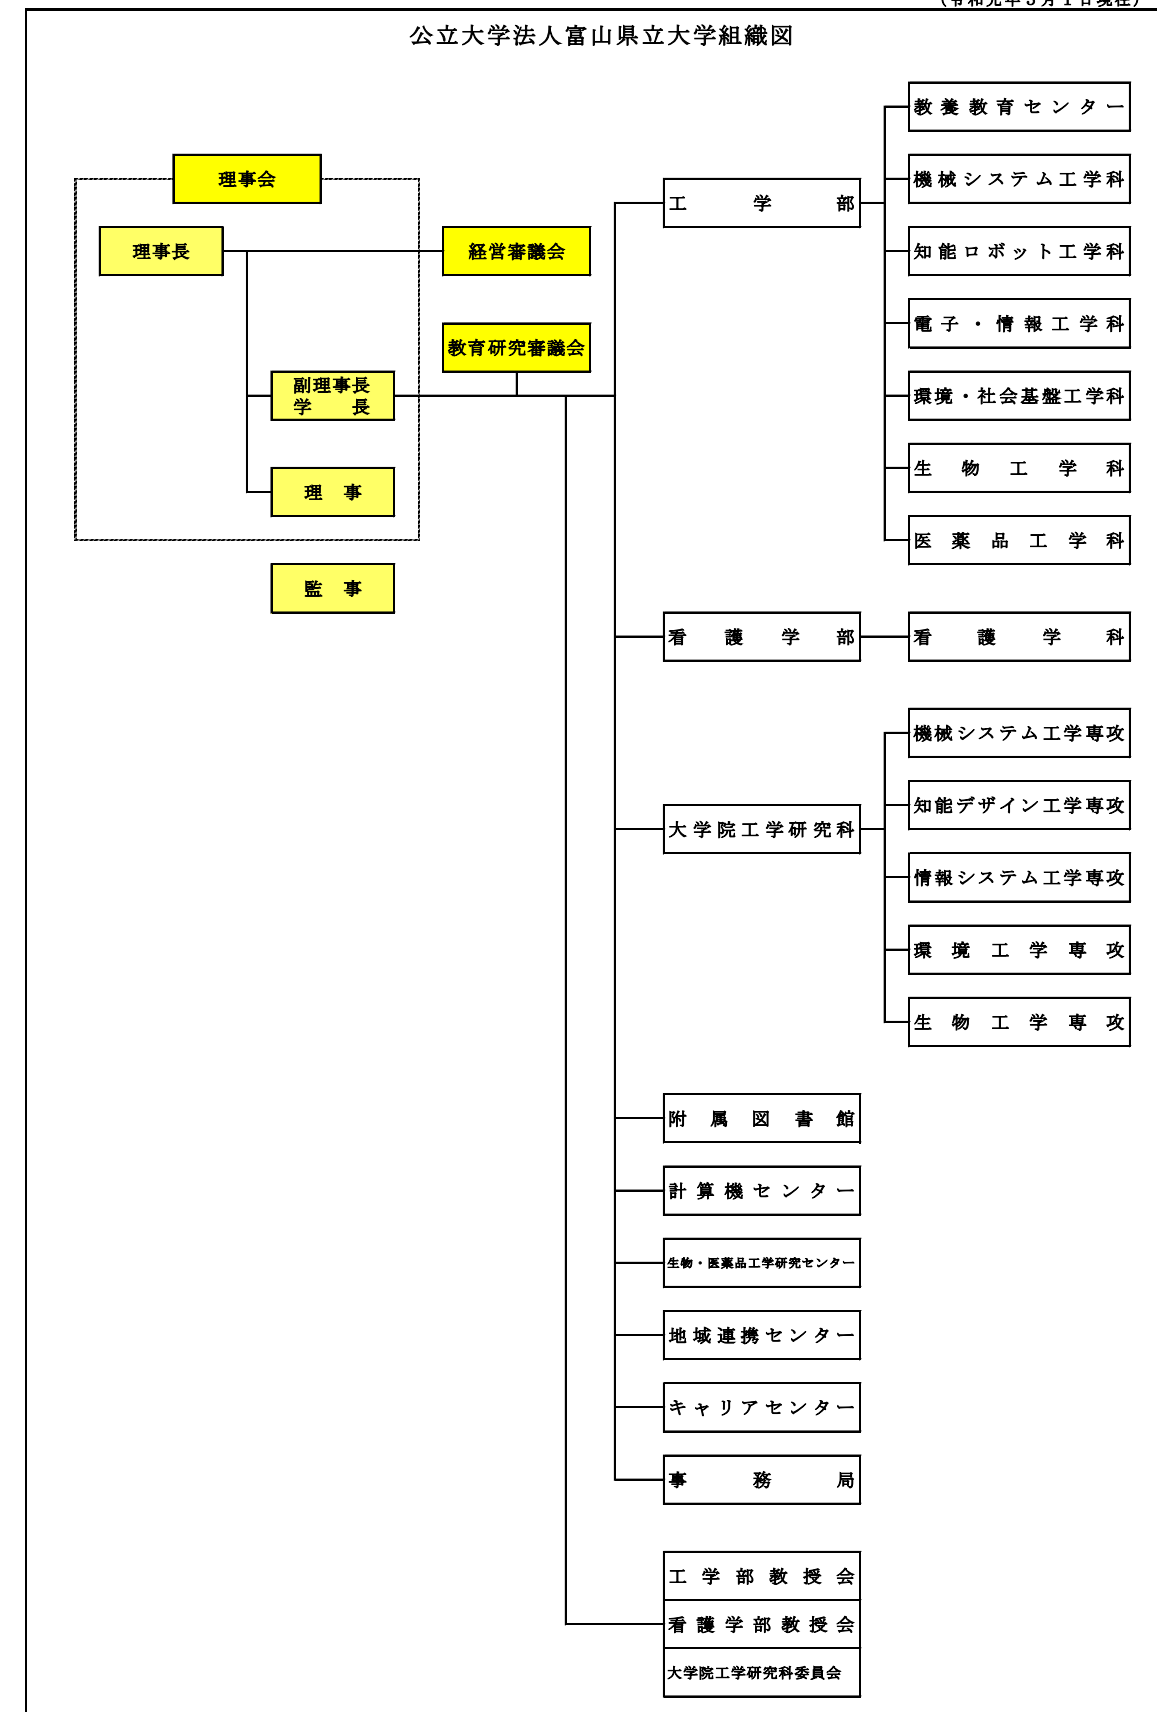 (令和元年5月1日現在)
公立大学法人富山県立大学組織図
理事会
理事長
経営審議会
教育研究審議会
副理事長
学長
理事
監事
工学部
教養教育センター
機械システム工学科
知能ロボット工学科
電子・情報工学科
環境・社会基盤工学科
生物工学科
医薬品工学科
看護学部
看護学科
大学院工学研究科
機械システム工学専攻
知能デザイン工学専攻
情報システム工学専攻
環境工学専攻
生物工学専攻
附属図書館
計算機センター
生物・医薬品工学研究センター
地域連携センター
キャリアセンター
事務局
工学部教授会
看護学部教授会
大学院工学研究科委員会